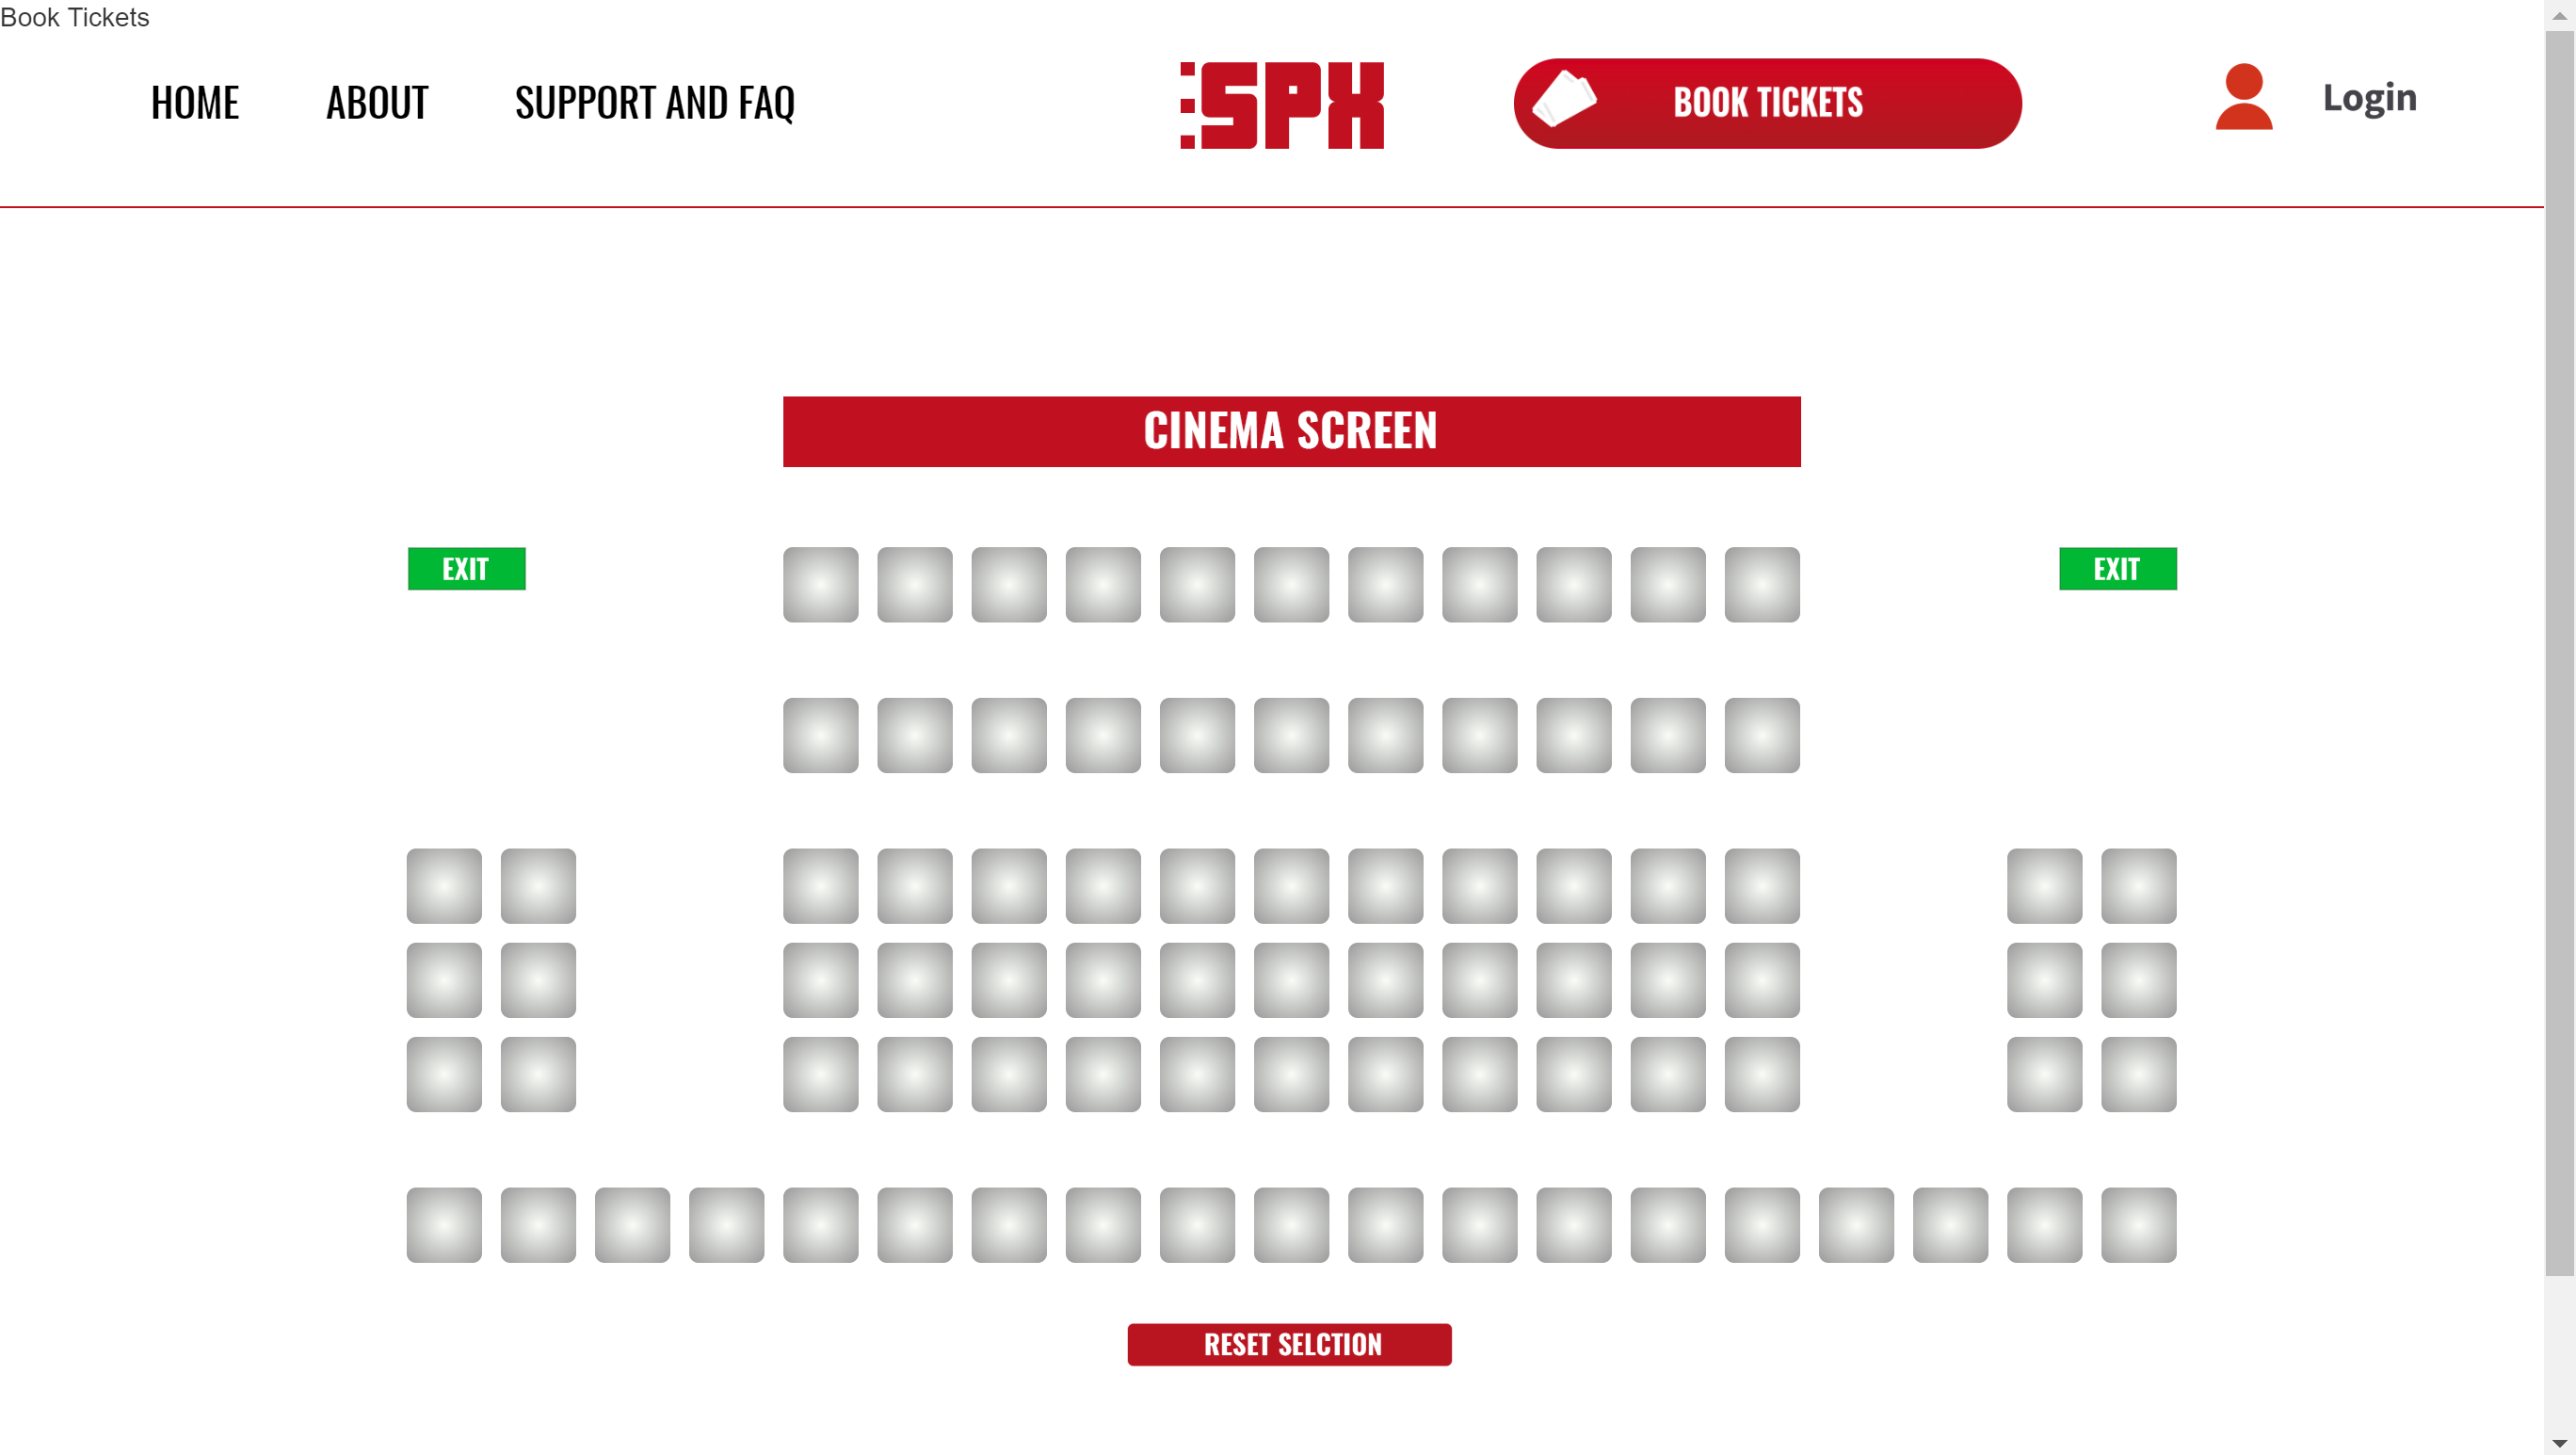 Book Tickets
HOME ABOUT SUPPORT AND FAQ SPX BOOK TICKETS Login
CINEMA SCREEN
EXIT EXIT
RESET SELCTION